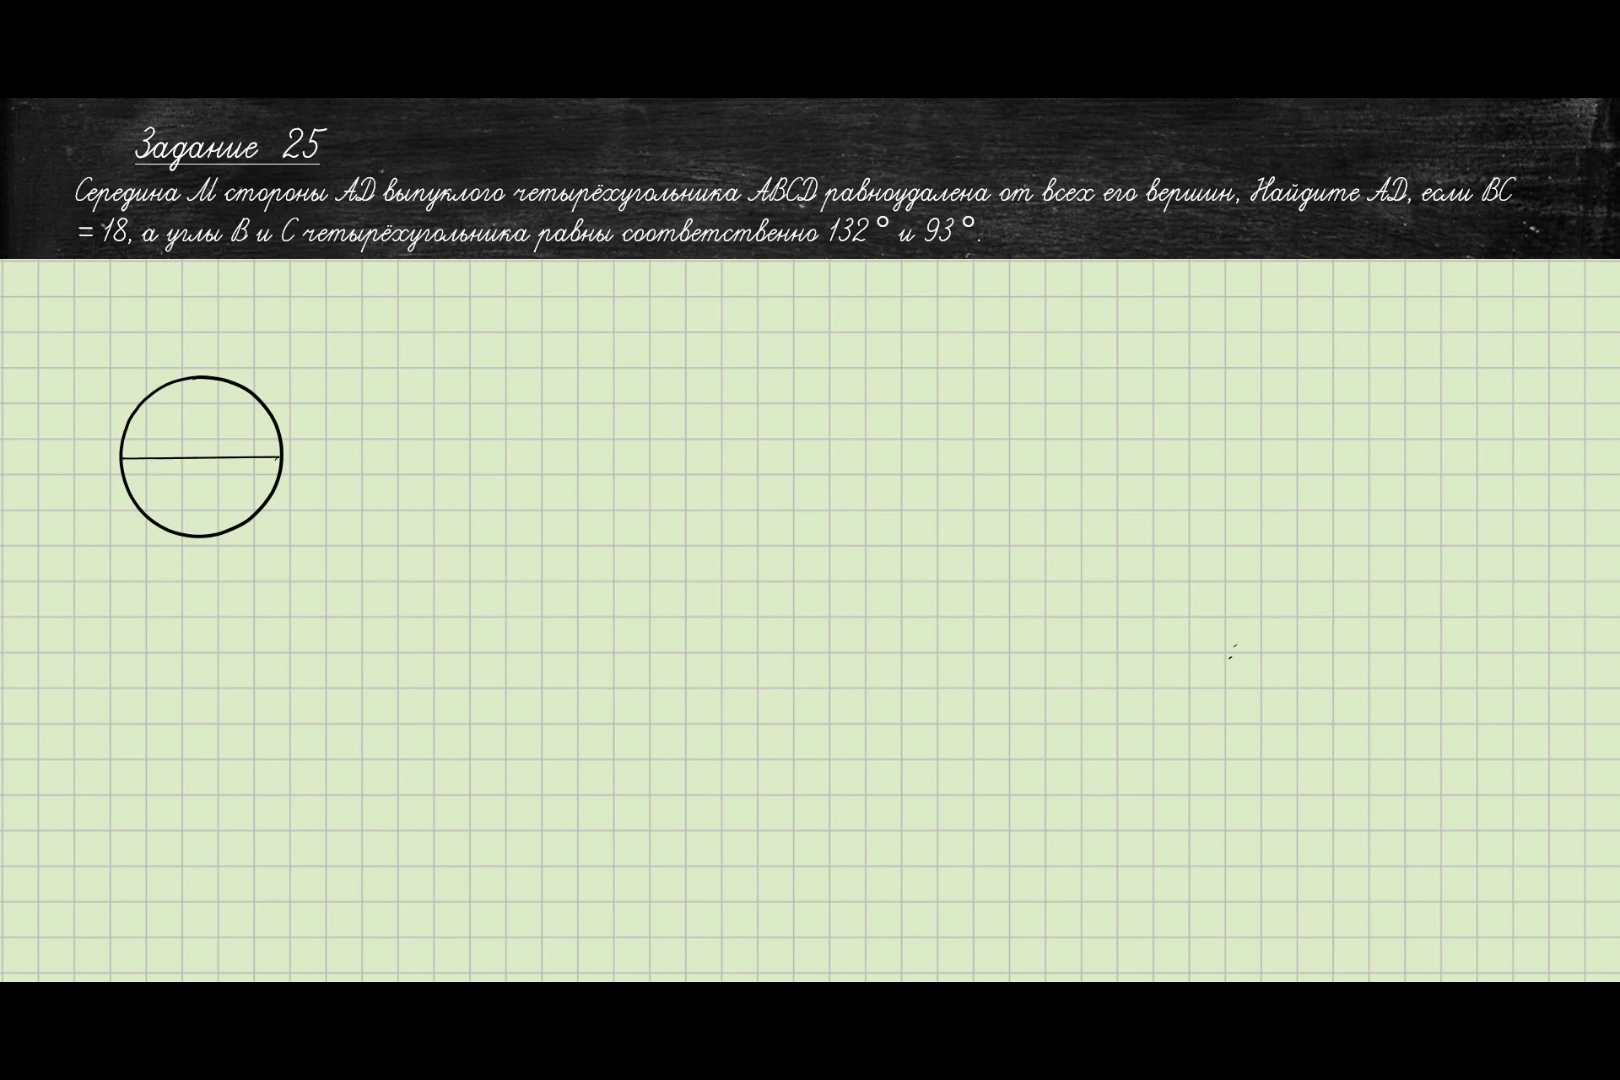 Задание 25
Середина М стороны AD выпуклого четырёхугольника ABCD равноудалена от всех его вершин, Найдите AD, если BC
= 18, а углы B и C четырёхугольника равны соответственно 132° и 93°.